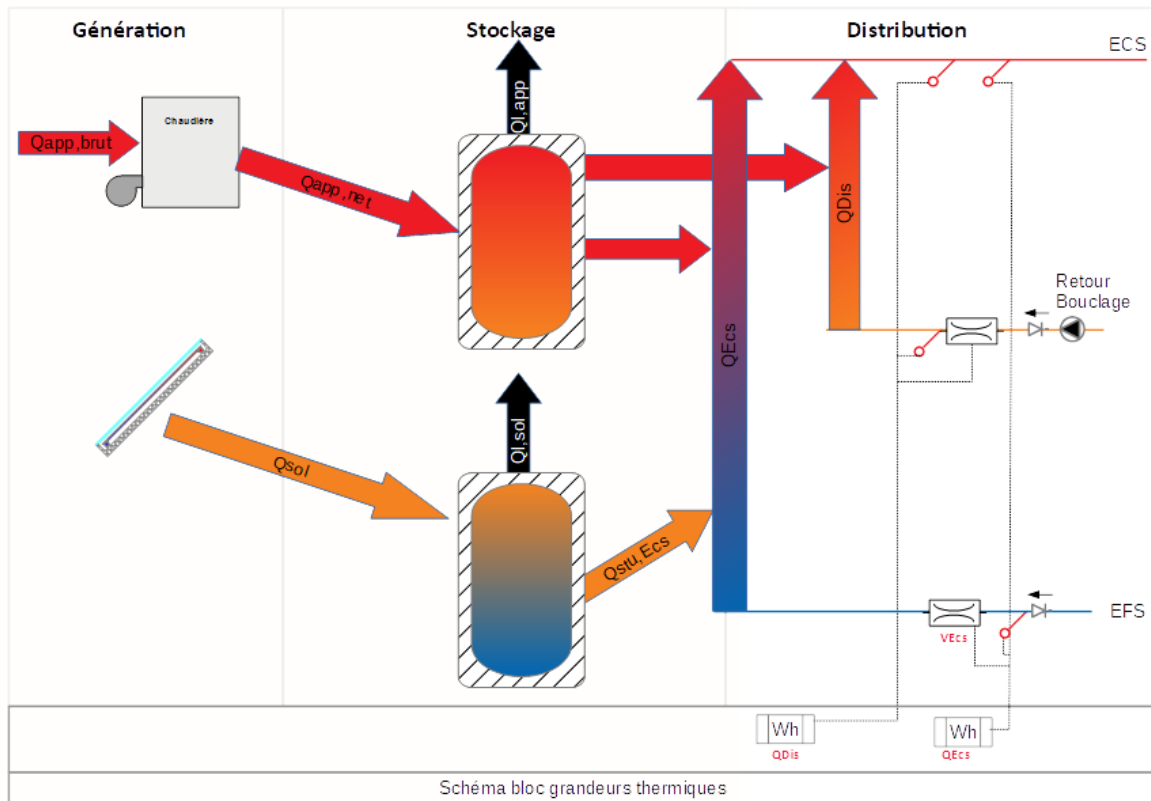 Génération
Stockage
Distribution
ECS
Ql,app
Chaudière
Qapp,brut
Qapp,net
QDis
Retour
Bouclage
QEcs
Ql,sol
Qsol
Qstu,Ecs
EFS
VEcs
Wh
Wh
QDis
QEcs
Schéma bloc grandeurs thermiques